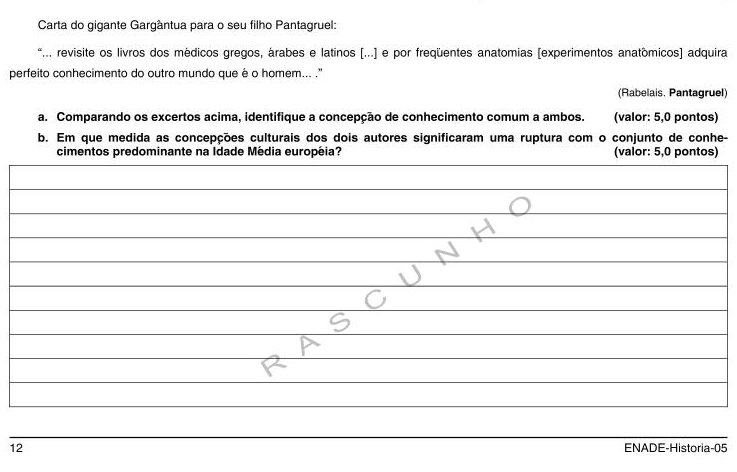 Carta do gigante Gargântua para o seu filho Pantagruel:
“... revisite os livros dos médicos gregos, árabes e latinos [...] e por freqüentes anatomias [experimentos anatômicos] adquira
perfeito conhecimento do outro mundo que é o homem... .”
(Rabelais. Pantagruel)
a. Comparando os excertos acima, identifique a concepção de conhecimento comum a ambos. (valor: 5,0 pontos)
b. Em que medida as concepções culturais dos dois autores significaram uma ruptura com o conjunto de conhe-
cimentos predominante na Idade Média européia? (valor: 5,0 pontos)
RASCUNHO
12 ENADE-Historia-05